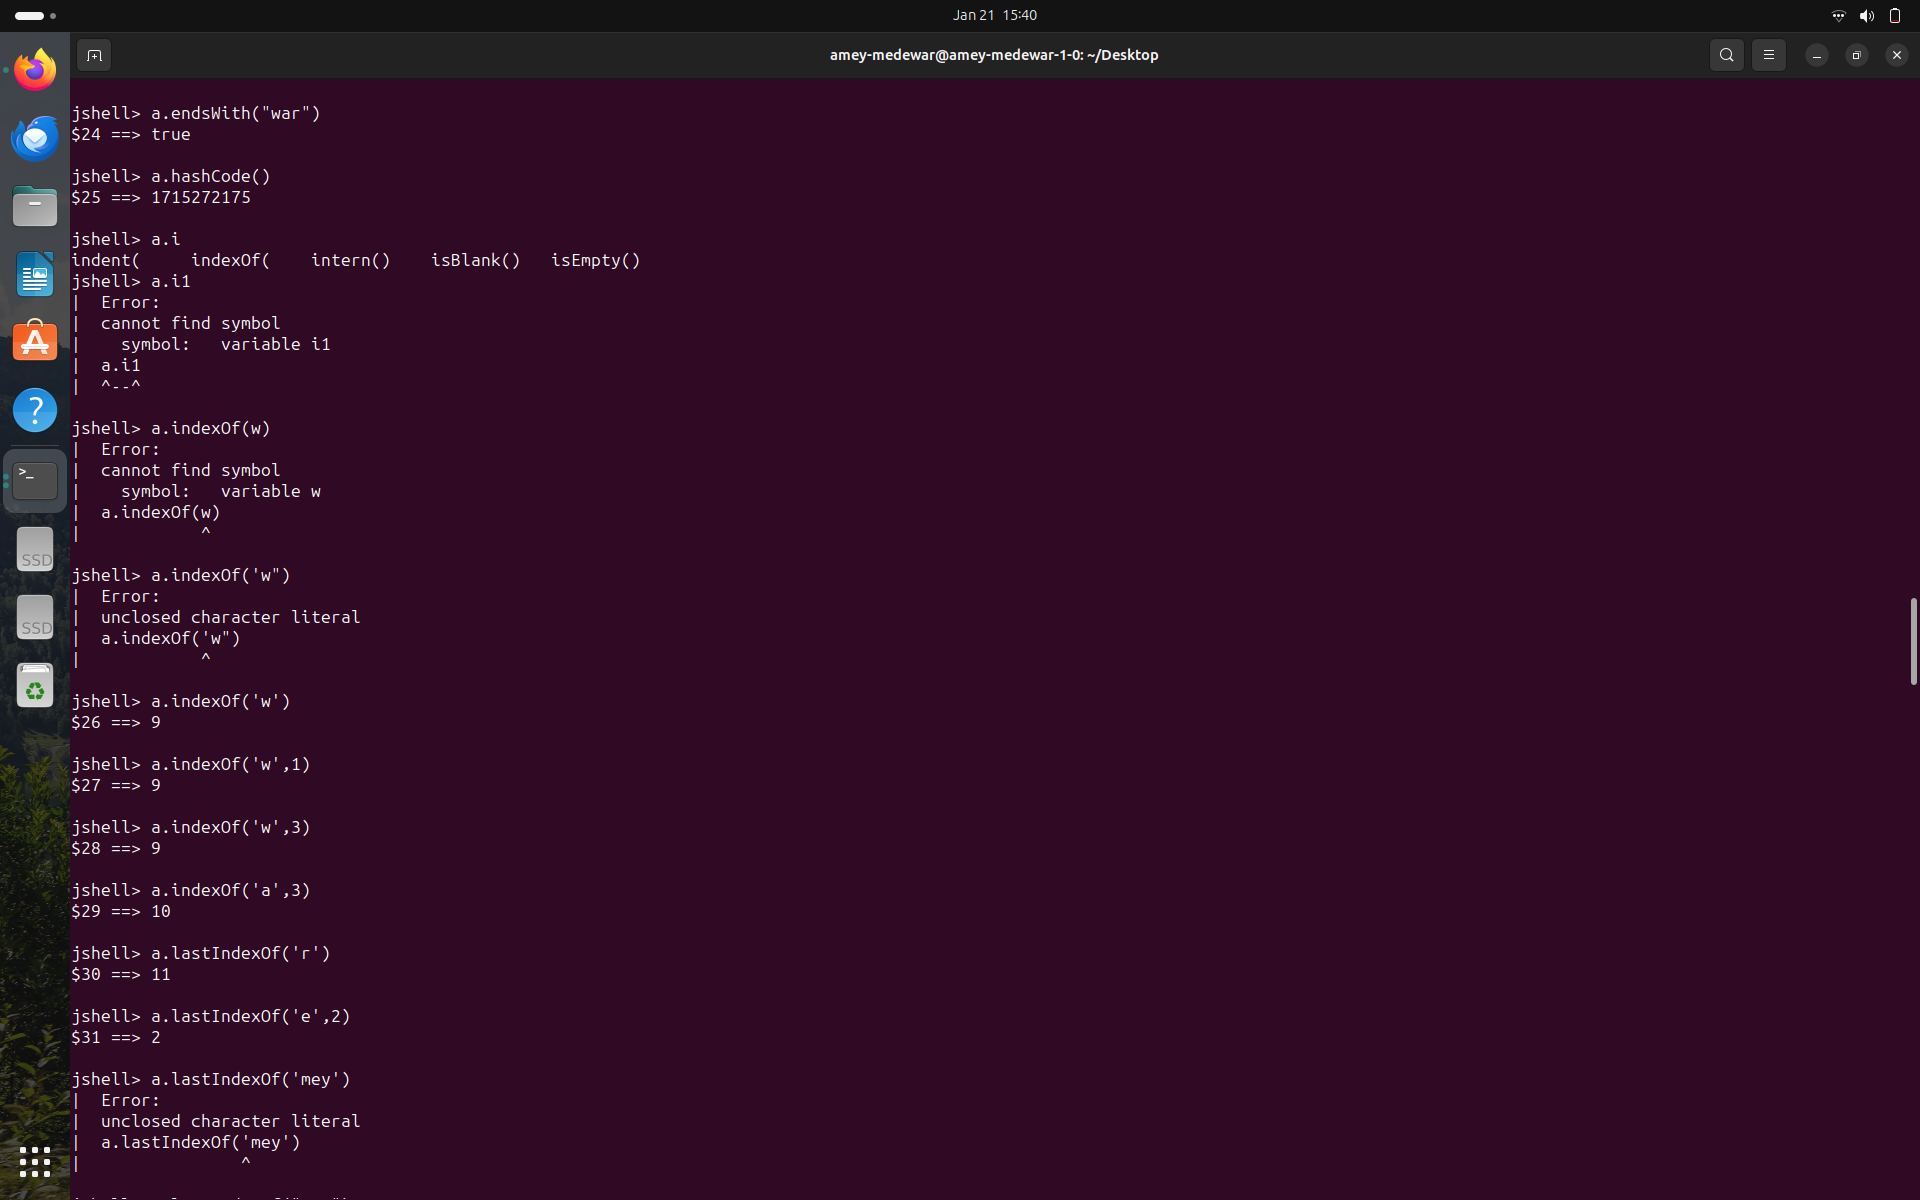 Jan 21 15:40
amey-medewar@amey-medewar-1-0: ~/Desktop
jshell> a.endsWith("war")
$24 ==> true
jshell> a.hashCode()
$25 ==> 1715272175
jshell> a.i
indent(     indexOf(    intern()    isBlank()   isEmpty()
jshell> a.i1
|  Error:
|  cannot find symbol
|    symbol:   variable i1
|  a.i1
|  ^--^
jshell> a.indexOf(w)
|  Error:
|  cannot find symbol
|    symbol:   variable w
|  a.indexOf(w)
|            ^
jshell> a.indexOf('w")
|  Error:
|  unclosed character literal
|  a.indexOf('w")
|            ^
jshell> a.indexOf('w')
$26 ==> 9
jshell> a.indexOf('w',1)
$27 ==> 9
jshell> a.indexOf('w',3)
$28 ==> 9
jshell> a.indexOf('a',3)
$29 ==> 10
jshell> a.lastIndexOf('r')
$30 ==> 11
jshell> a.lastIndexOf('e',2)
$31 ==> 2
jshell> a.lastIndexOf('mey')
|  Error:
|  unclosed character literal
|  a.lastIndexOf('mey')
|                ^
SSD
SSD